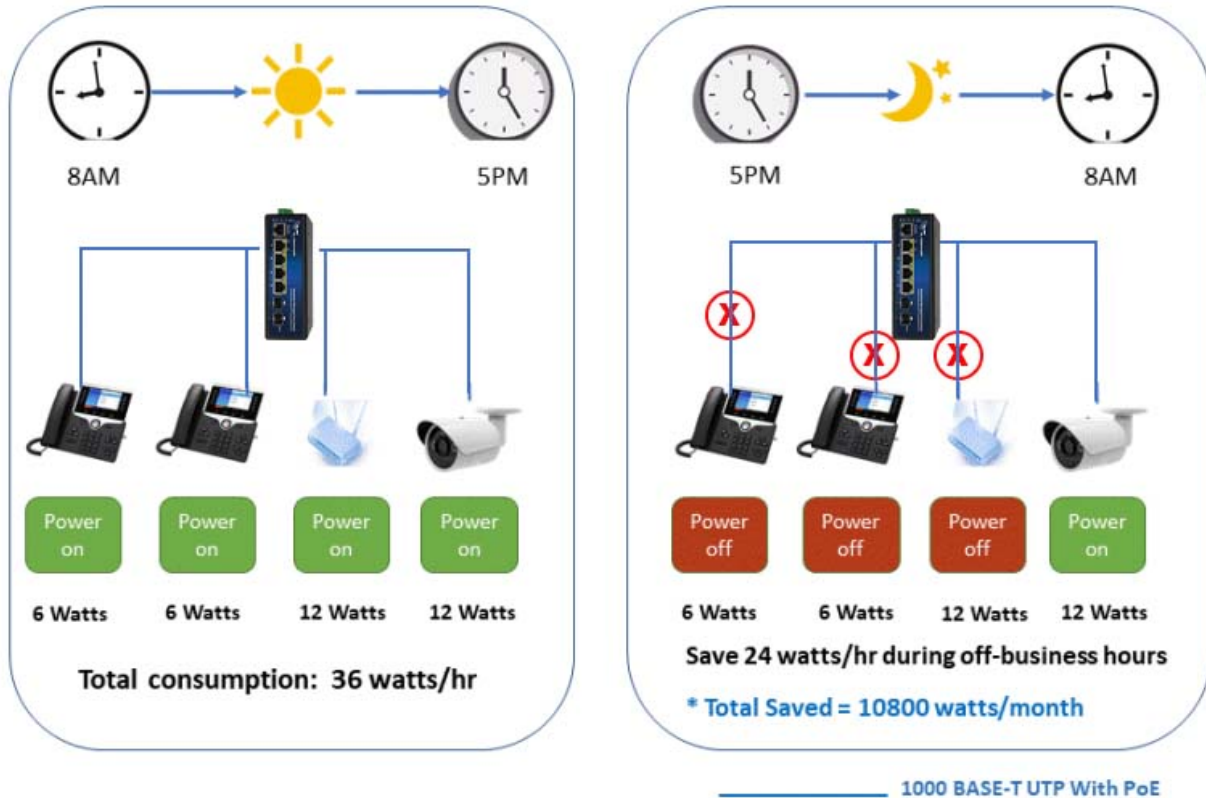 8AM
5PM
Power
on
Power
on
Power
on
Power
on
6 Watts
6 Watts
12 Watts
12 Watts
Total consumption: 36 watts/hr
5PM
8AM
X
X
X
Power
off
Power
off
Power
off
Power
on
6 Watts
6 Watts
12 Watts
12 Watts
Save 24 watts/hr during off-business hours
* Total Saved = 10800 watts/month
1000 BASE-T UTP With PoE